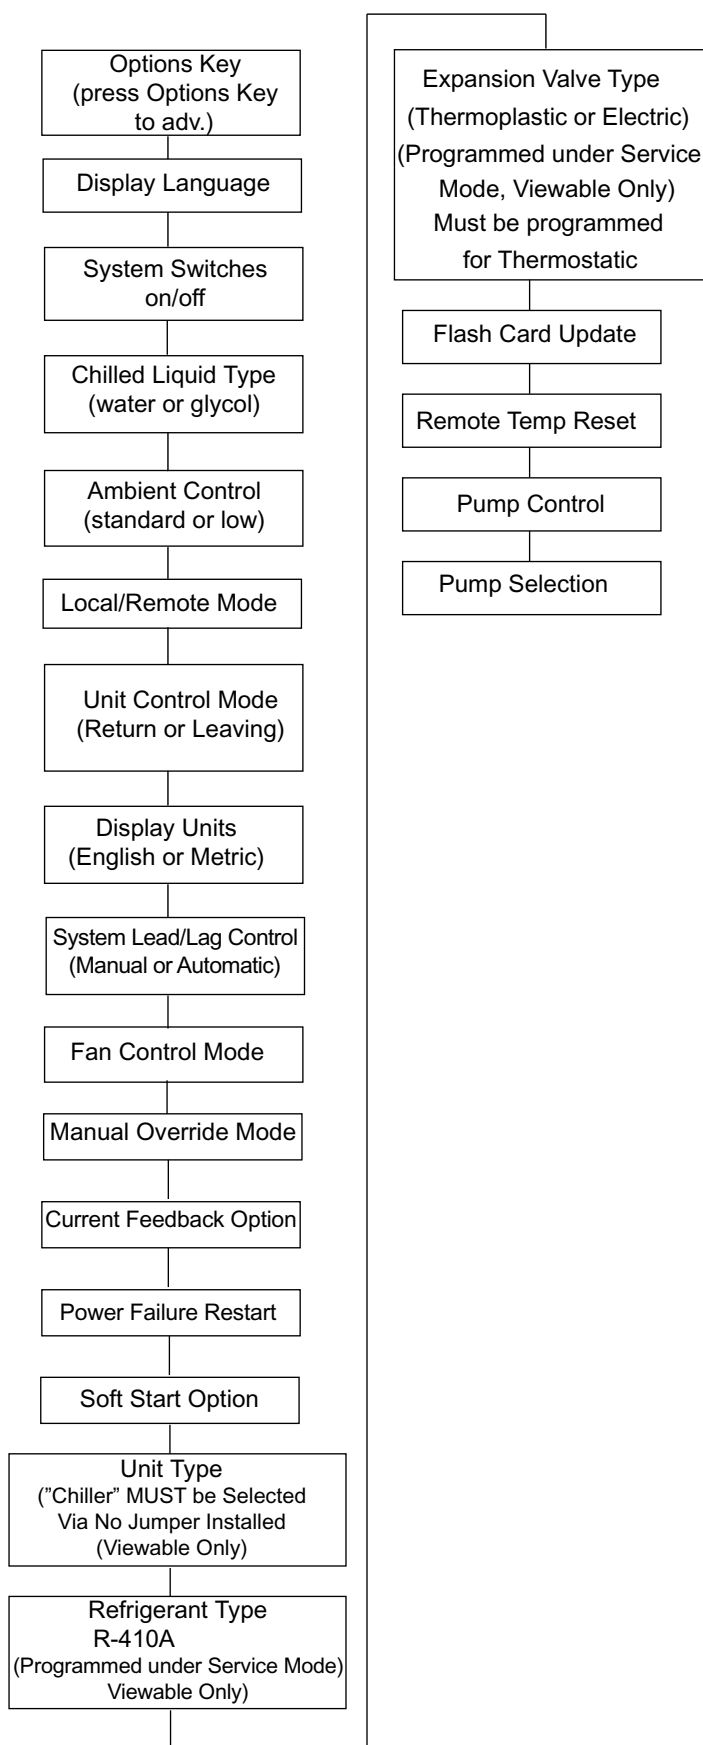 Options Key
(press Options Key
to adv.)
Display Language
System Switches
on/off
Chilled Liquid Type
(water or glycol)
Ambient Control
(standard or low)
Local/Remote Mode
Unit Control Mode
(Return or Leaving)
Display Units
(English or Metric)
System Lead/Lag Control
(Manual or Automatic)
Fan Control Mode
Manual Override Mode
Current Feedback Option
Power Failure Restart
Soft Start Option
Unit Type
(”Chiller” MUST be Selected
Via No Jumper Installed
(Viewable Only)
Refrigerant Type
R-410A
(Programmed under Service Mode)
Viewable Only)
Expansion Valve Type
(Thermoplastic or Electric)
(Programmed under Service
Mode, Viewable Only)
Must be programmed
for Thermostatic
Flash Card Update
Remote Temp Reset
Pump Control
Pump Selection